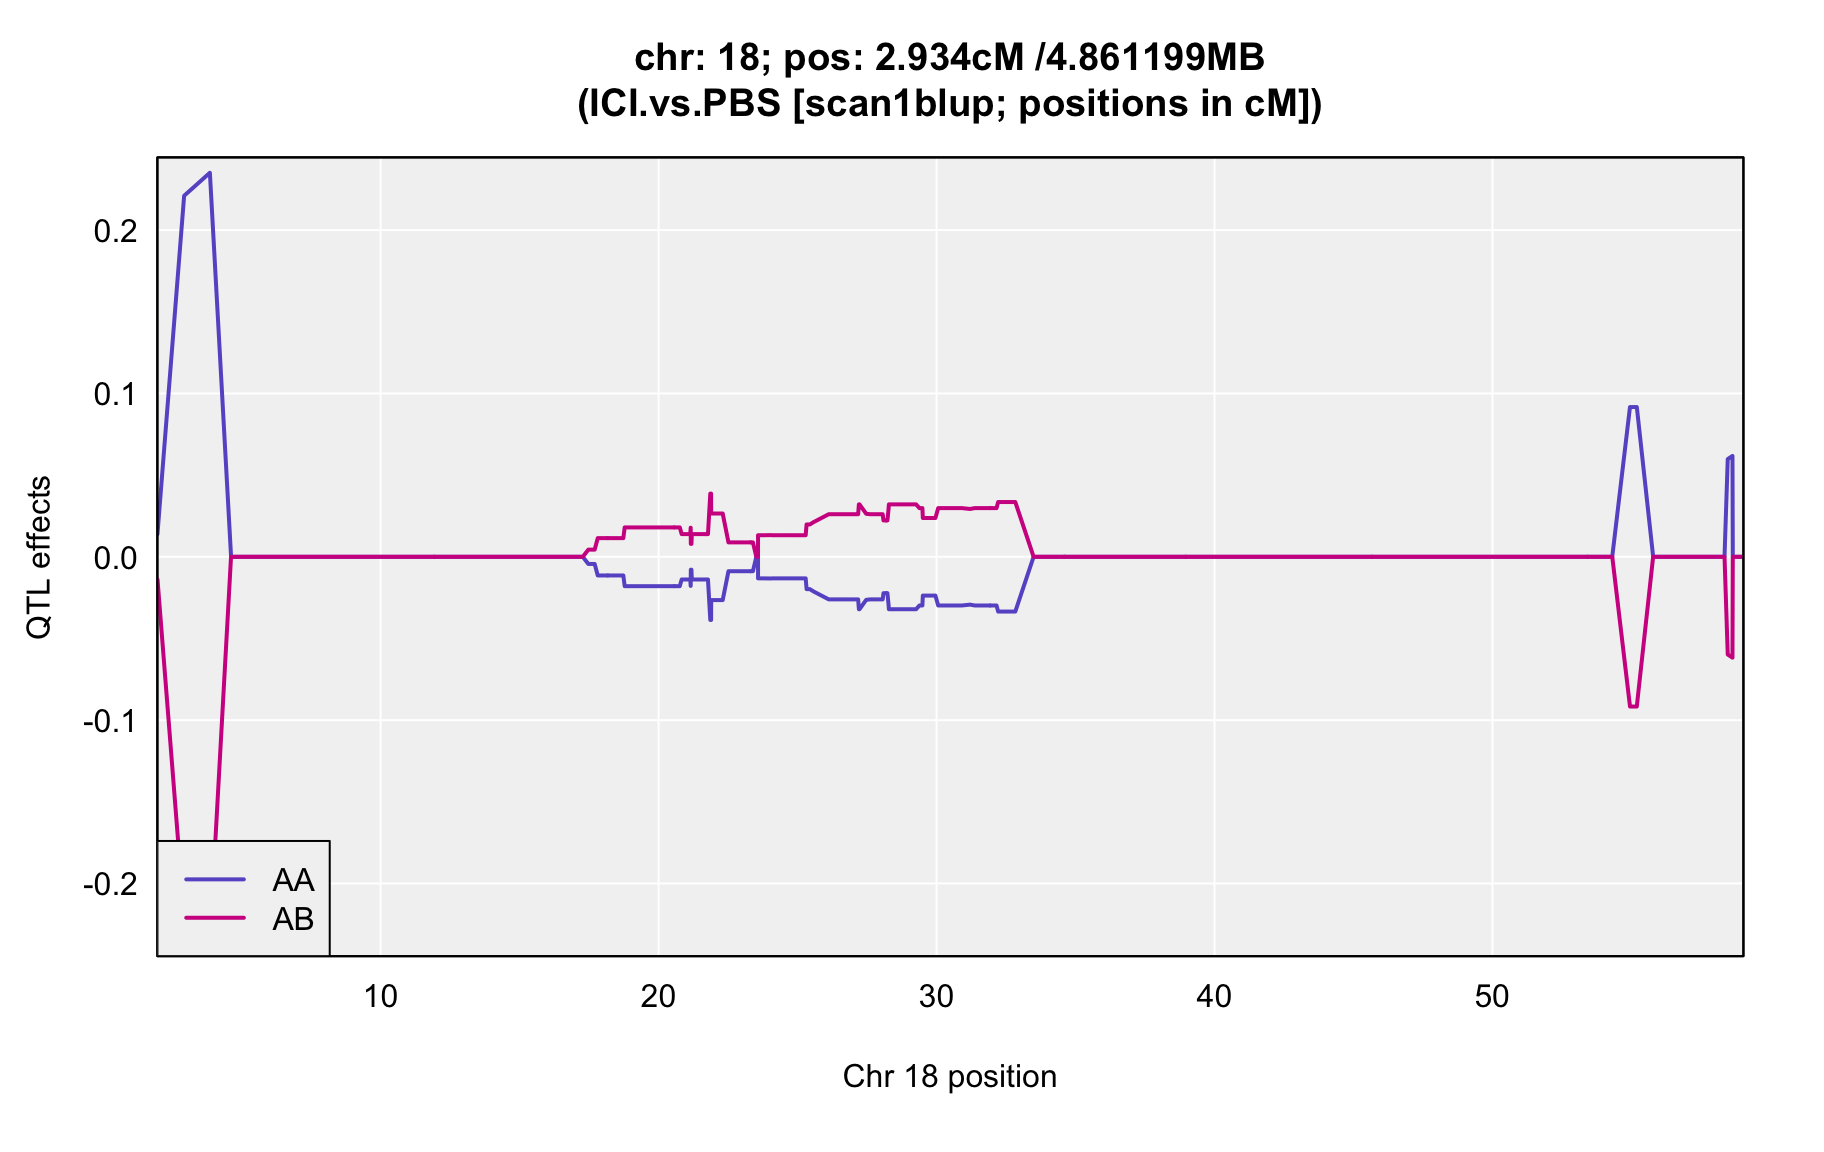 chr: 18; pos: 2.934cM /4.861199MB
(ICI.vs.PBS [scan1blup; positions in cM])
QTL effects
0.2
0.1
0.0
-0.1
-0.2
AA
AB
10 20 30 40 50
Chr 18 position